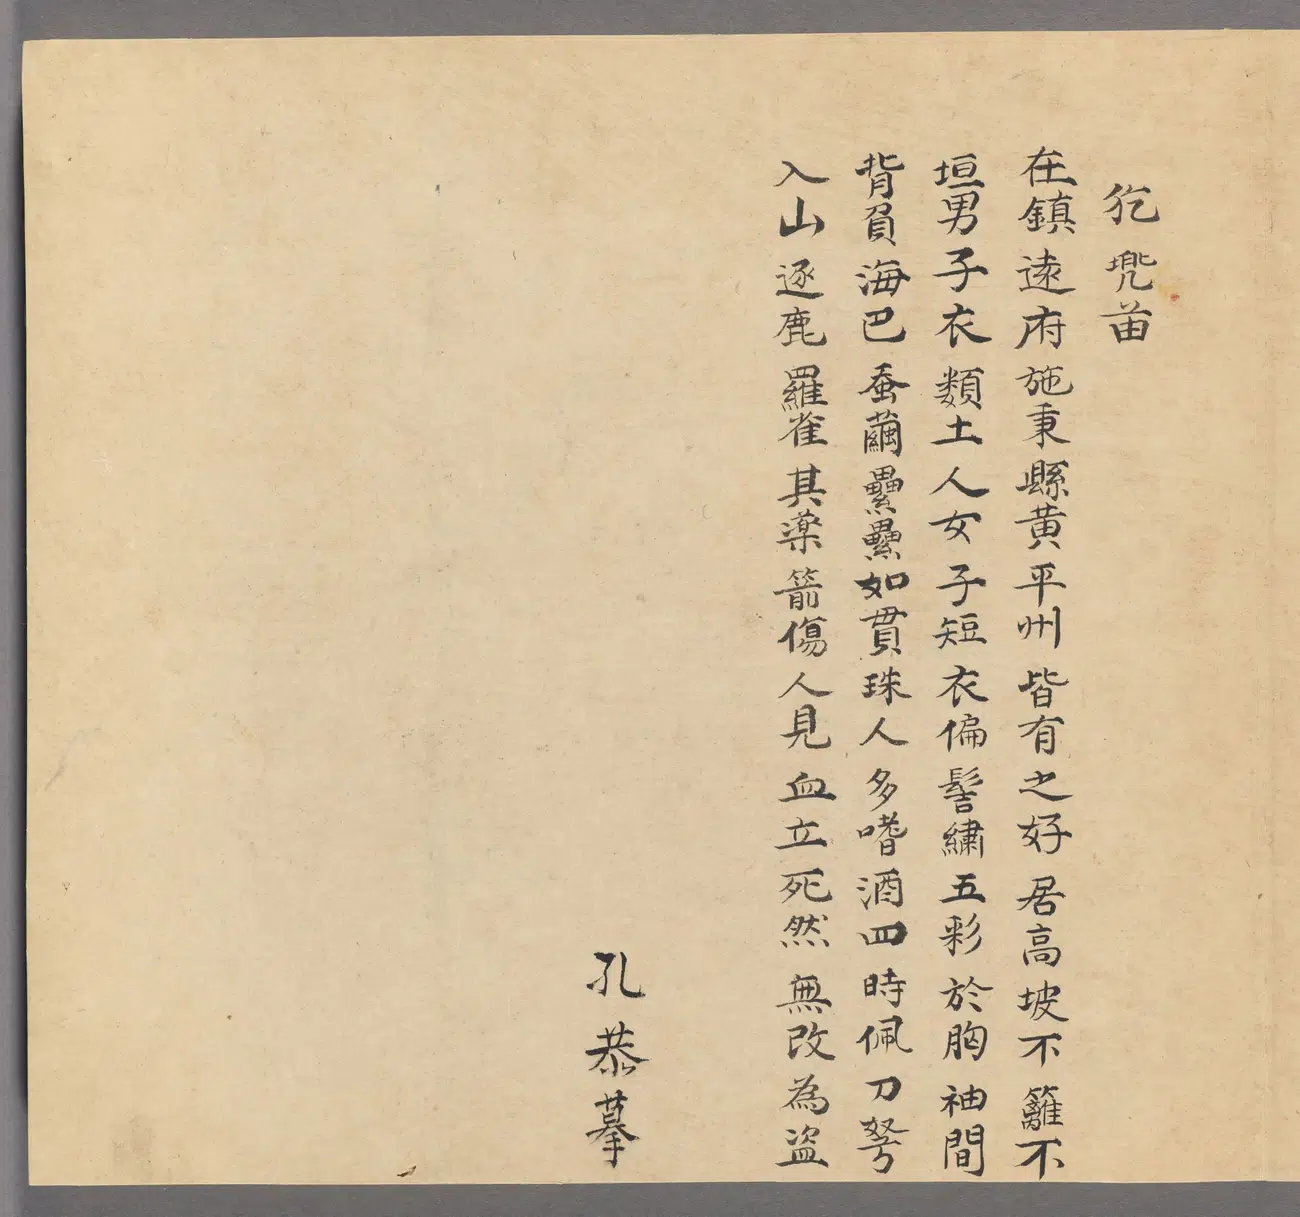 犵兠苗
在鎮逺府施秉縣黄平州皆有之好居高坡不籬不
垣男子衣類土人女子短衣偏髻繡五彩於胸袖間
背負海巴蚕繭纍纍如貫珠人多嗜酒四時佩刀弩
入山逐鹿羅雀其藥箭傷人見血立死然無改為盗
孔恭摹